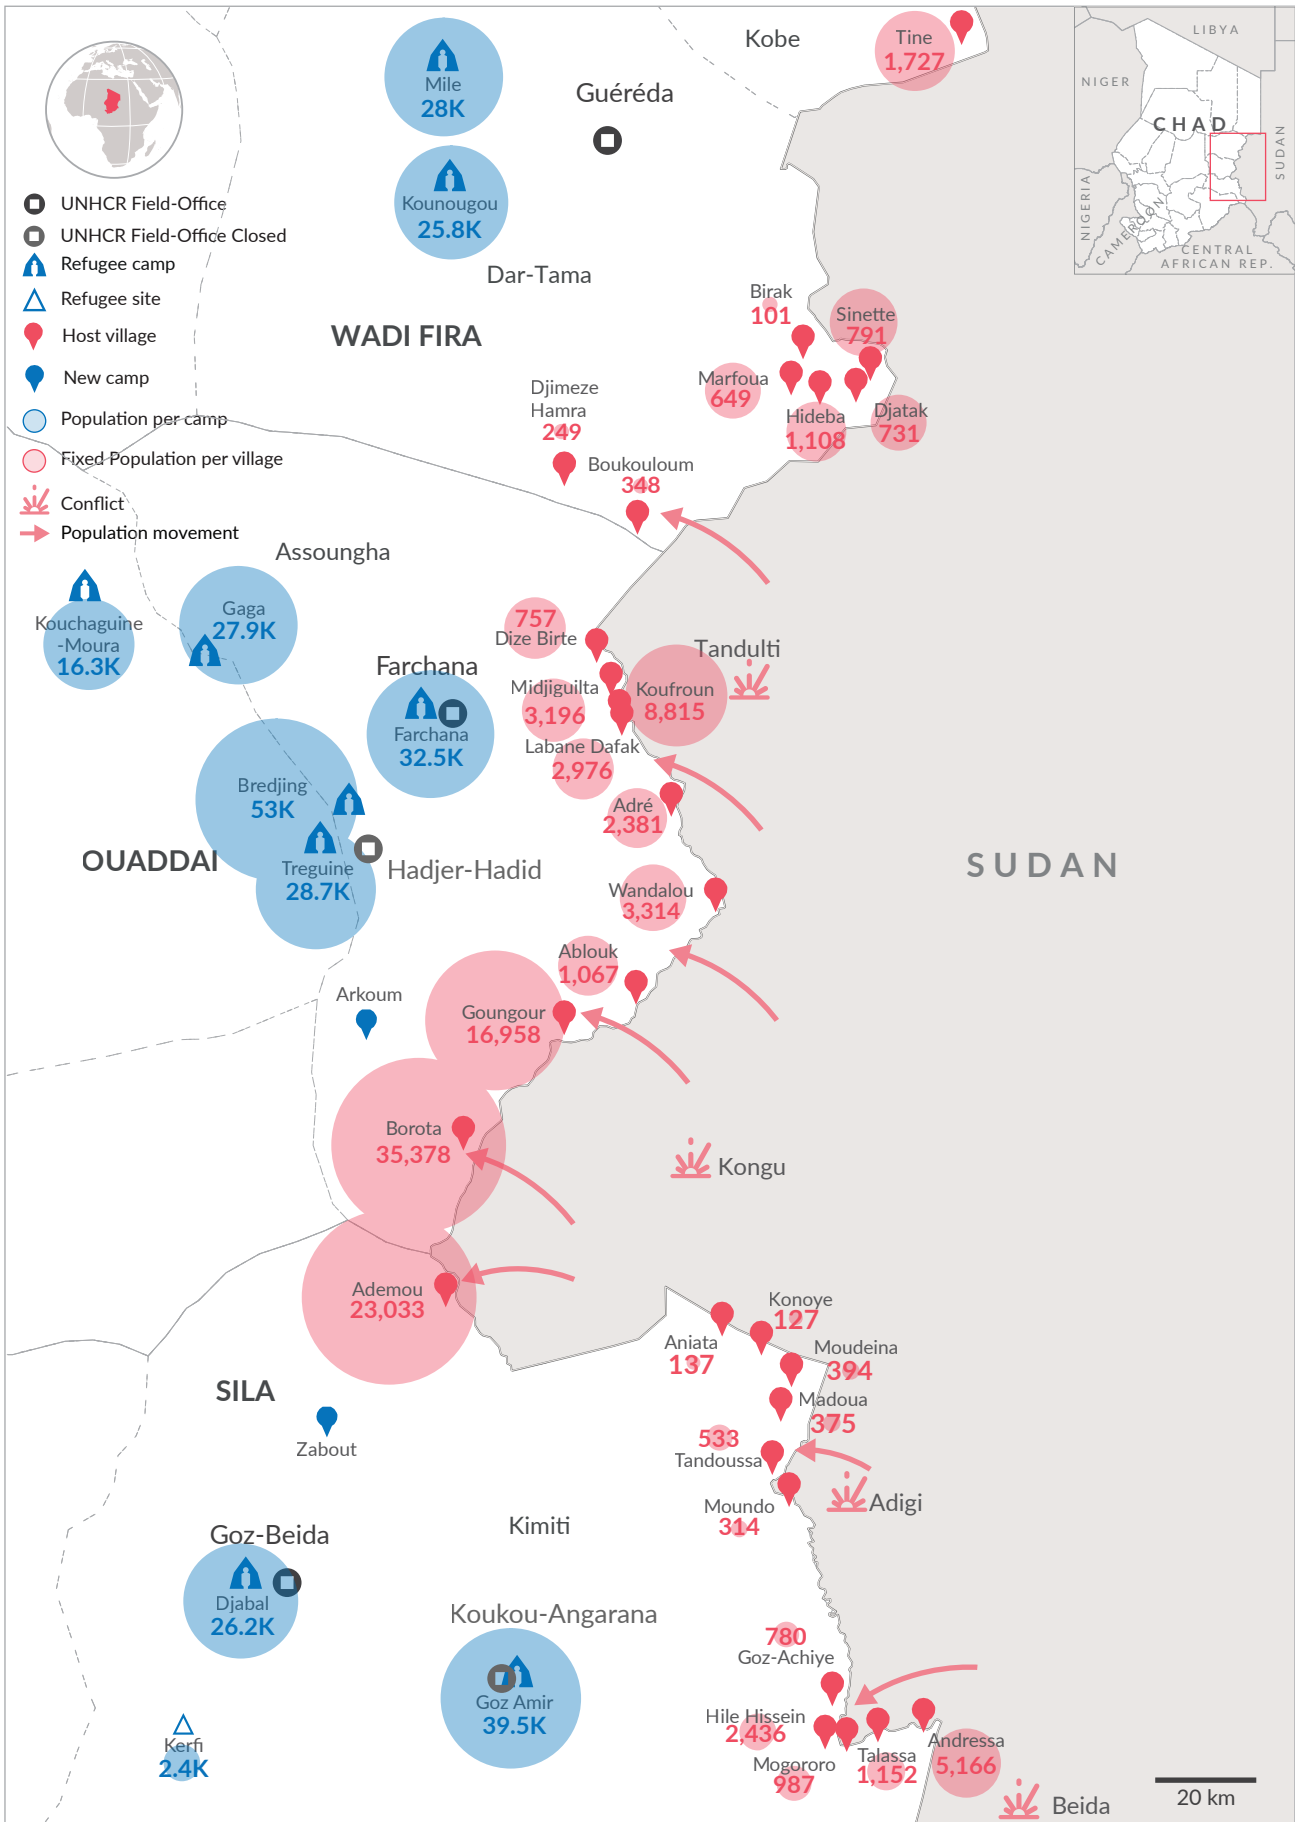 Kobe
Tine
1,727
LIBYA
NIGER
CHAD
SUDAN
NIGERIA
CAMEROON
CENTRAL
AFRICAN REP.
Mile
28K
Guéréda
Kounougou
25.8K
UNHCR Field-Office
UNHCR Field-Office Closed
Refugee camp
Refugee site
Host village
New camp
Population per camp
Fixed Population per village
Conflict
Population movement
Dar-Tama
WADI FIRA
Birak
101
Sinette
791
Marfoua
649
Hideba
1,108
Djatak
731
Djimeze
Hamra
249
Boukouloum
348
Assoungha
Kouchaguine
-Moura
16.3K
Gaga
27.9K
Farchana
Farchana
32.5K
757
Dize Birte
Tandulti
Midjiguilta
3,196
Koufroun
8,815
Labane Dafak
2,976
Bredjing
53K
Adré
2,381
OUADDAI
Treguine
28.7K
Hadjer-Hadid
SUDAN
Wandalou
3,314
Ablouk
1,067
Arkoum
Goungour
16,958
Borota
35,378
Kongu
Ademou
23,033
Konoye
127
Aniata
137
Moudeina
394
SILA
Madoua
375
Zabout
533
Tandoussa
Adigi
Moundo
314
Kimiti
Goz-Beida
Djabal
26.2K
Koukou-Angarana
Goz Amir
39.5K
780
Goz-Achiye
Kerfi
2.4K
Hile Hissein
2,436
Mogororo
987
Talassa
1,152
Andressa
5,166
Beida
20 km